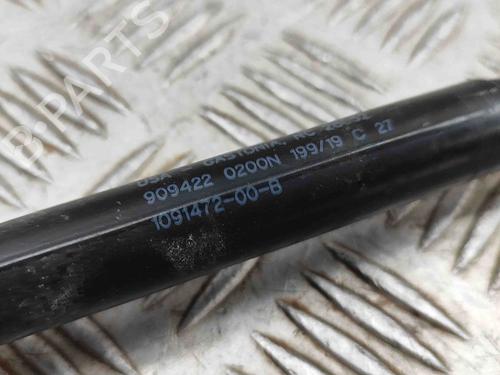 B-PARTS
USA GASTONIA, NC
909422 0200N 199/19 C 27
1091472-00-B